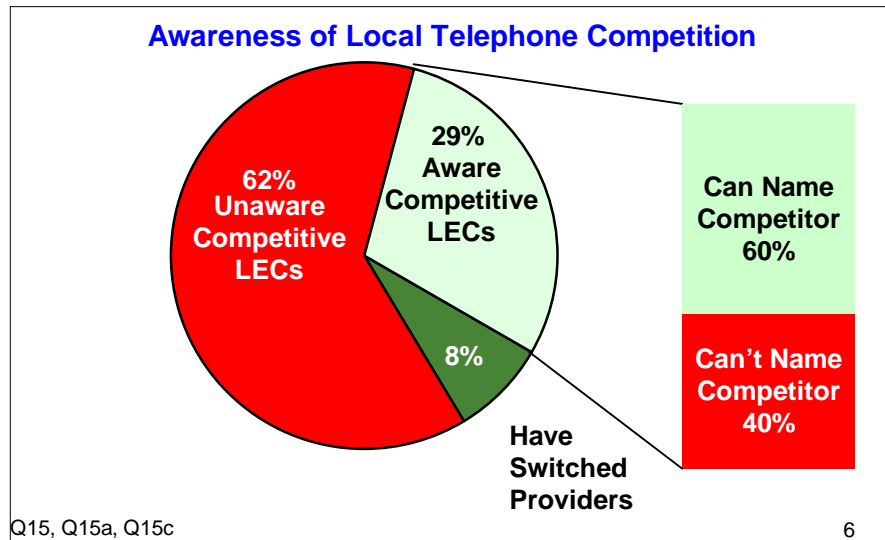 Awareness of Local Telephone Competition
62%
Unaware
Competitive
LECs
29%
Aware
Competitive
LECs
8%
Have
Switched
Providers
Can Name
Competitor
60%
Can’t Name
Competitor
40%
Q15, Q15a, Q15c
6